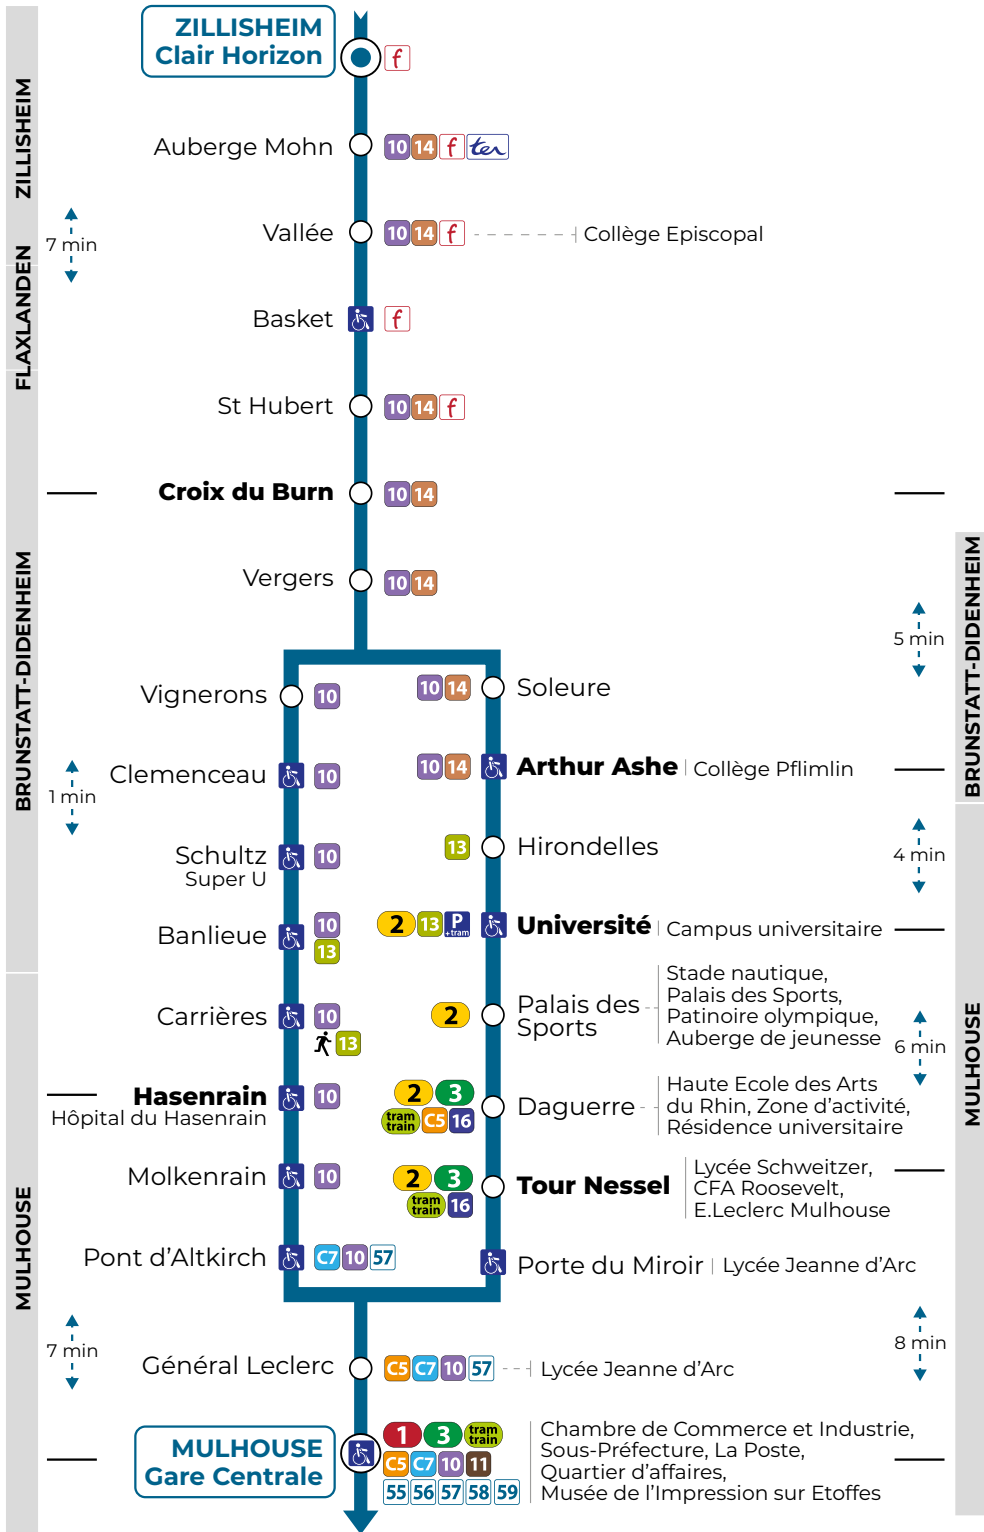 ZILLISHEIM
Clair Horizon
f
ZILLISHEIM
Auberge Mohn
10 14 f ter
Vallée
10 14 f
Collège Episcopal
7 min
FLAXLANDEN
Basket
f
St Hubert
10 14 f
Croix du Burn
10 14
Vergers
10 14
BRUNSTATT-DIDENHEIM
BRUNSTATT-DIDENHEIM
5 min
Vignerons
10
10 14
Soleure
Clemenceau
10
10 14
Arthur Ashe
Collège Pflimlin
1 min
Schultz
Super U
10
13
Hirondelles
4 min
Banlieue
10
13
2 13 P
+tram
Université
Campus universitaire
Carrières
10
13
2
Palais des
Sports
Stade nautique,
Palais des Sports,
Patinoire olympique,
Auberge de jeunesse
6 min
MULHOUSE
Hasenrain
Hôpital du Hasenrain
10
2 3
tram
train
C5 16
Daguerre
Haute Ecole des Arts
du Rhin, Zone d'activité,
Résidence universitaire
Molkenrain
10
2 3
tram
train
16
Tour Nessel
Lycée Schweitzer,
CFA Roosevelt,
E.Leclerc Mulhouse
MULHOUSE
Pont d'Altkirch
C7 10 57
Porte du Miroir
Lycée Jeanne d'Arc
7 min
8 min
Général Leclerc
C5 C7 10 57
Lycée Jeanne d'Arc
MULHOUSE
Gare Centrale
1 3 tram
train
C5 C7 10 11
55 56 57 58 59
Chambre de Commerce et Industrie,
Sous-Préfecture, La Poste,
Quartier d'affaires,
Musée de l'Impression sur Etoffes